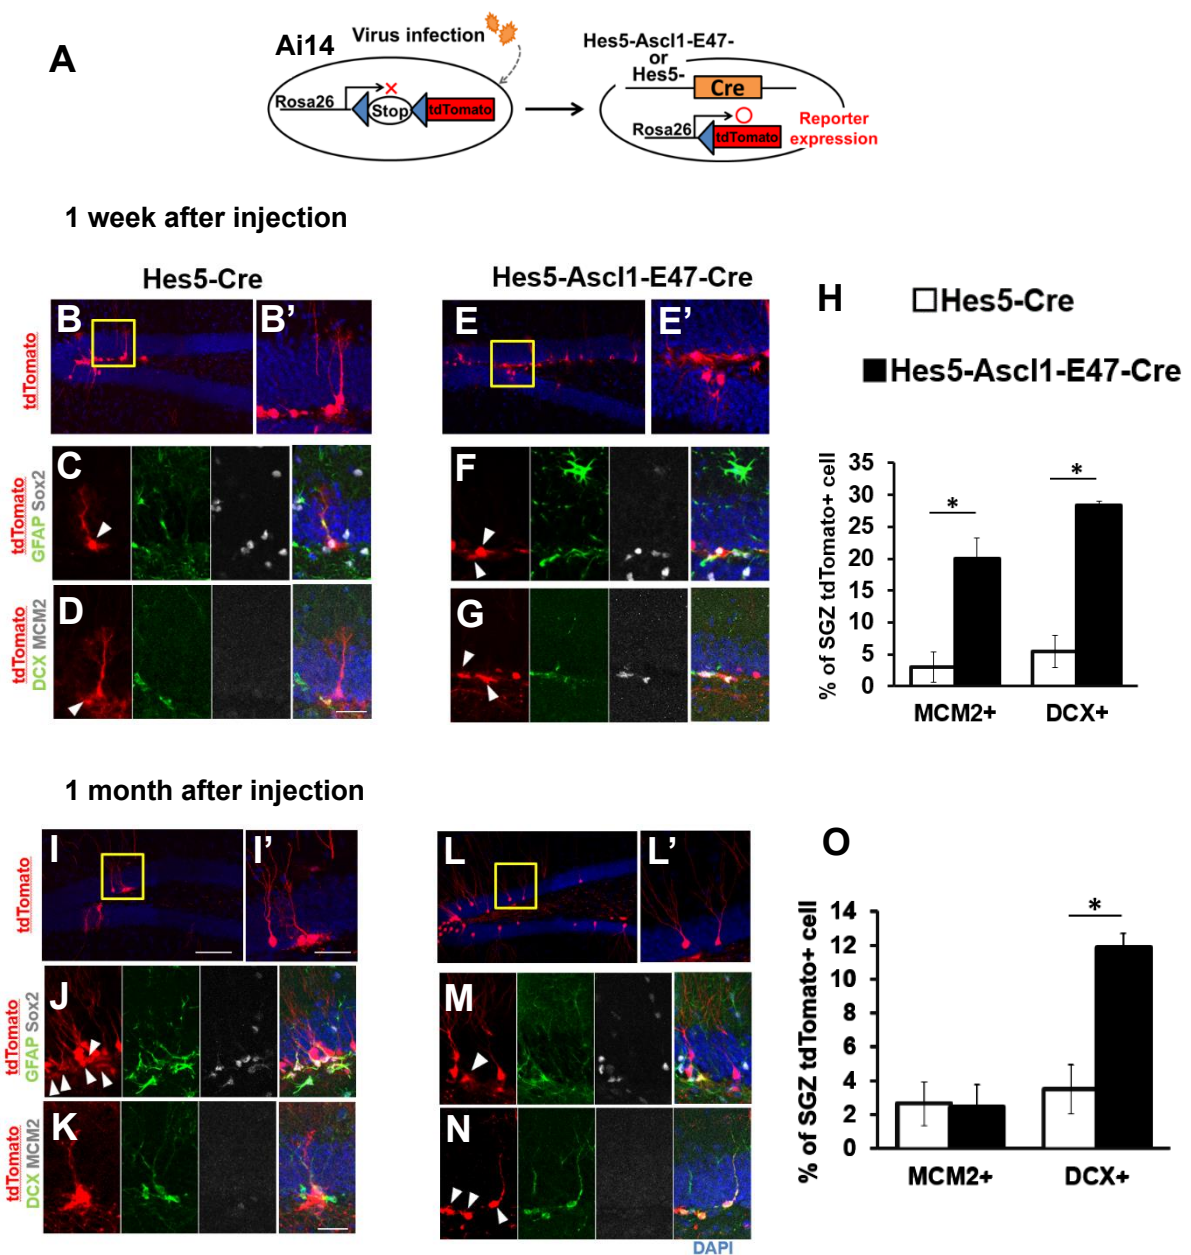 A
Ai14
Virus infection
Rosa26
Stop
tdTomato
Hes5-Ascl1-E47-
or
Hes5-
Cre
Rosa26
tdTomato
Reporter
expression
1 week after injection
Hes5-Cre
Hes5-Ascl1-E47-Cre
tdTomato
B
B’
E
E’
tdTomato
GFAP Sox2
C
F
tdTomato
DCX MCM2
D
G
H
Hes5-Cre
Hes5-Ascl1-E47-Cre
% of SGZ tdTomato+ cell
35
30
25
20
15
10
5
0
*
*
MCM2+
DCX+
1 month after injection
tdTomato
I
I’
L
L’
tdTomato
GFAP Sox2
J
M
tdTomato
DCX MCM2
K
N
DAPI
O
% of SGZ tdTomato+ cell
14
12
10
8
6
4
2
0
*
MCM2+
DCX+